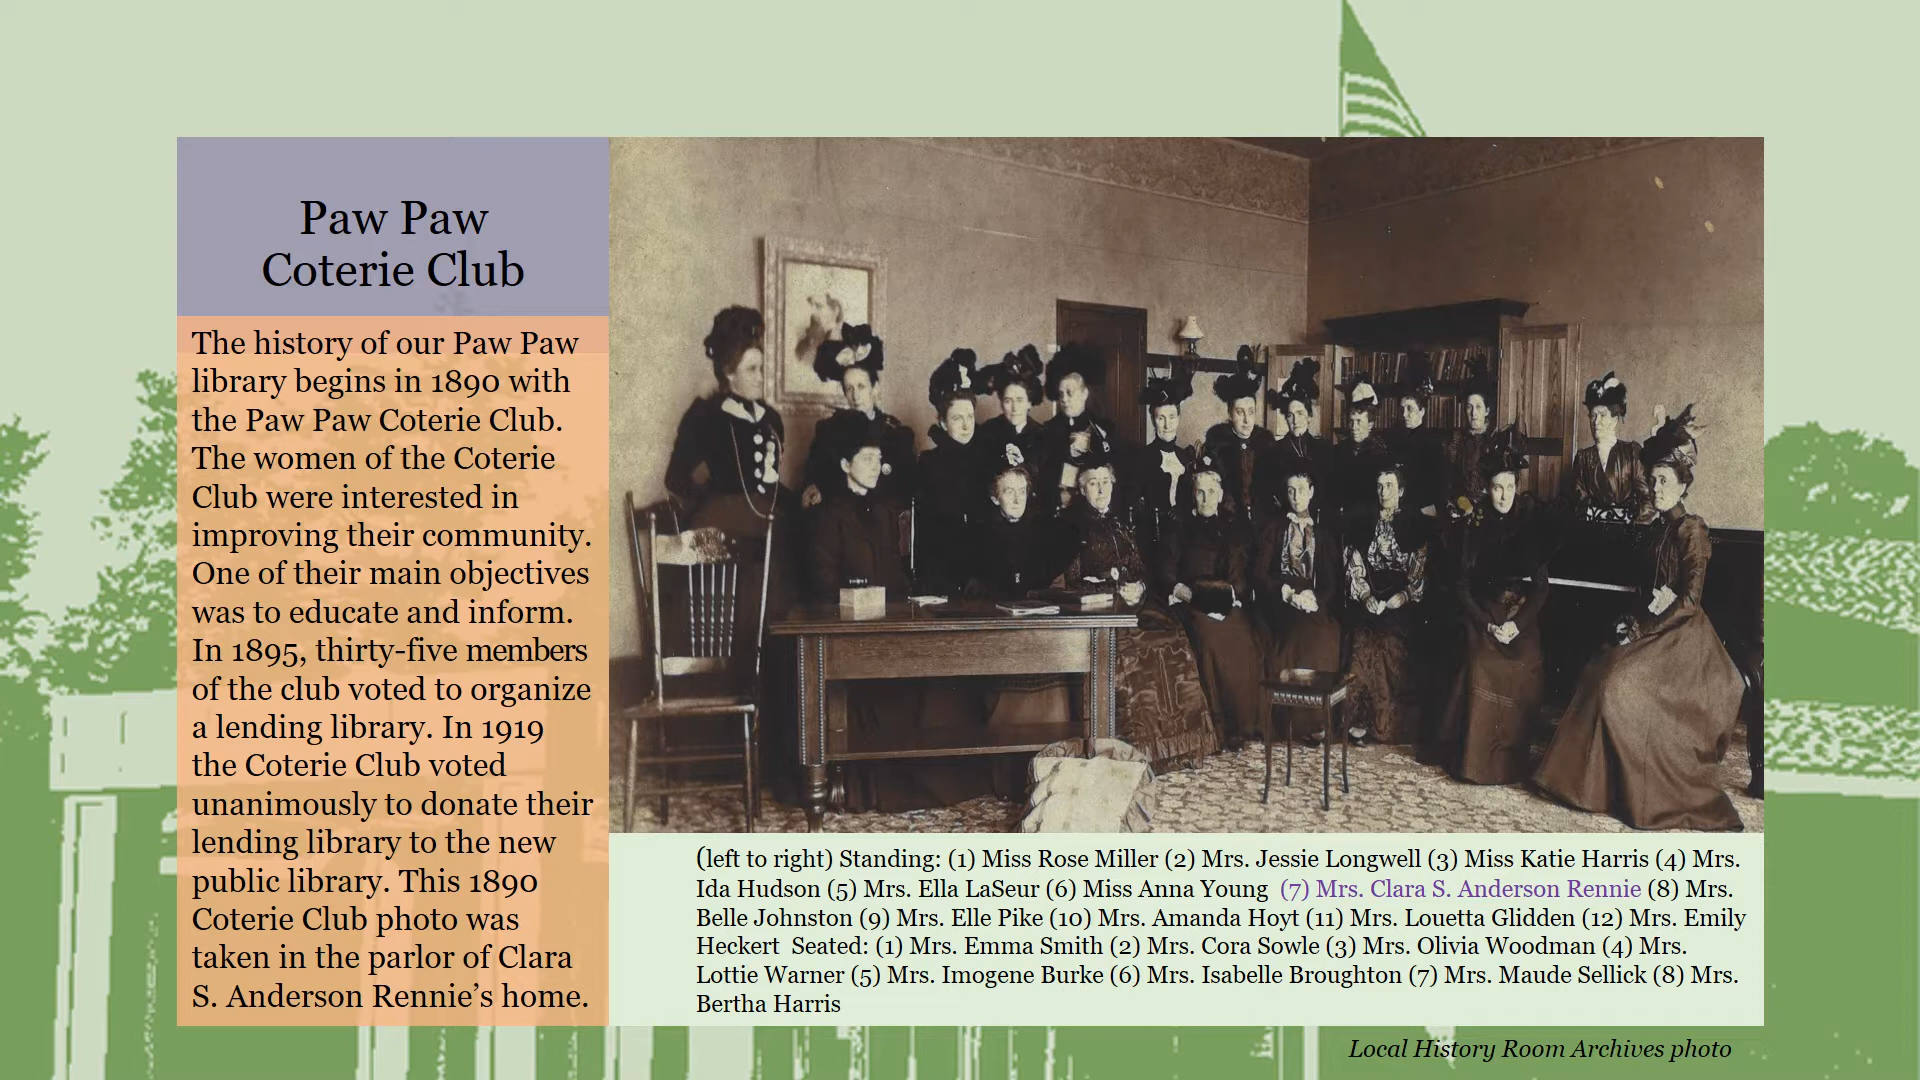 Paw Paw
Coterie Club
The history of our Paw Paw
library begins in 1890 with
the Paw Paw Coterie Club.
The women of the Coterie
Club were interested in
improving their community.
One of their main objectives
was to educate and inform.
In 1895, thirty-five members
of the club voted to organize
a lending library. In 1919
the Coterie Club voted
unanimously to donate their
lending library to the new
public library. This 1890
Coterie Club photo was
taken in the parlor of Clara
S. Anderson Rennie’s home.
(left to right) Standing: (1) Miss Rose Miller (2) Mrs. Jessie Longwell (3) Miss Katie Harris (4) Mrs.
Ida Hudson (5) Mrs. Ella LaSeur (6) Miss Anna Young (7) Mrs. Clara S. Anderson Rennie (8) Mrs.
Belle Johnston (9) Mrs. Elle Pike (10) Mrs. Amanda Hoyt (11) Mrs. Louetta Glidden (12) Mrs. Emily
Heckert Seated: (1) Mrs. Emma Smith (2) Mrs. Cora Sowle (3) Mrs. Olivia Woodman (4) Mrs.
Lottie Warner (5) Mrs. Imogene Burke (6) Mrs. Isabelle Broughton (7) Mrs. Maude Sellick (8) Mrs.
Bertha Harris
Local History Room Archives photo